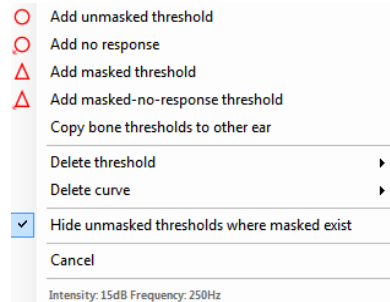 Add unmasked threshold
Add no response
Add masked threshold
Add masked-no-response threshold
Copy bone thresholds to other ear
Delete threshold
Delete curve
Hide unmasked thresholds where masked exist
Cancel
Intensity: 15dB Frequency: 250Hz